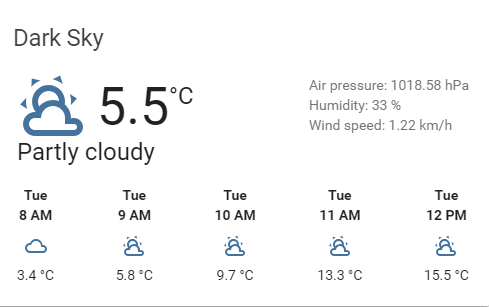 Dark Sky
5.5°C
Air pressure: 1018.58 hPa
Humidity: 33 %
Wind speed: 1.22 km/h
Partly cloudy
Tue Tue Tue Tue Tue
8 AM 9 AM 10 AM 11 AM 12 PM
3.4 °C 5.8 °C 9.7 °C 13.3 °C 15.5 °C